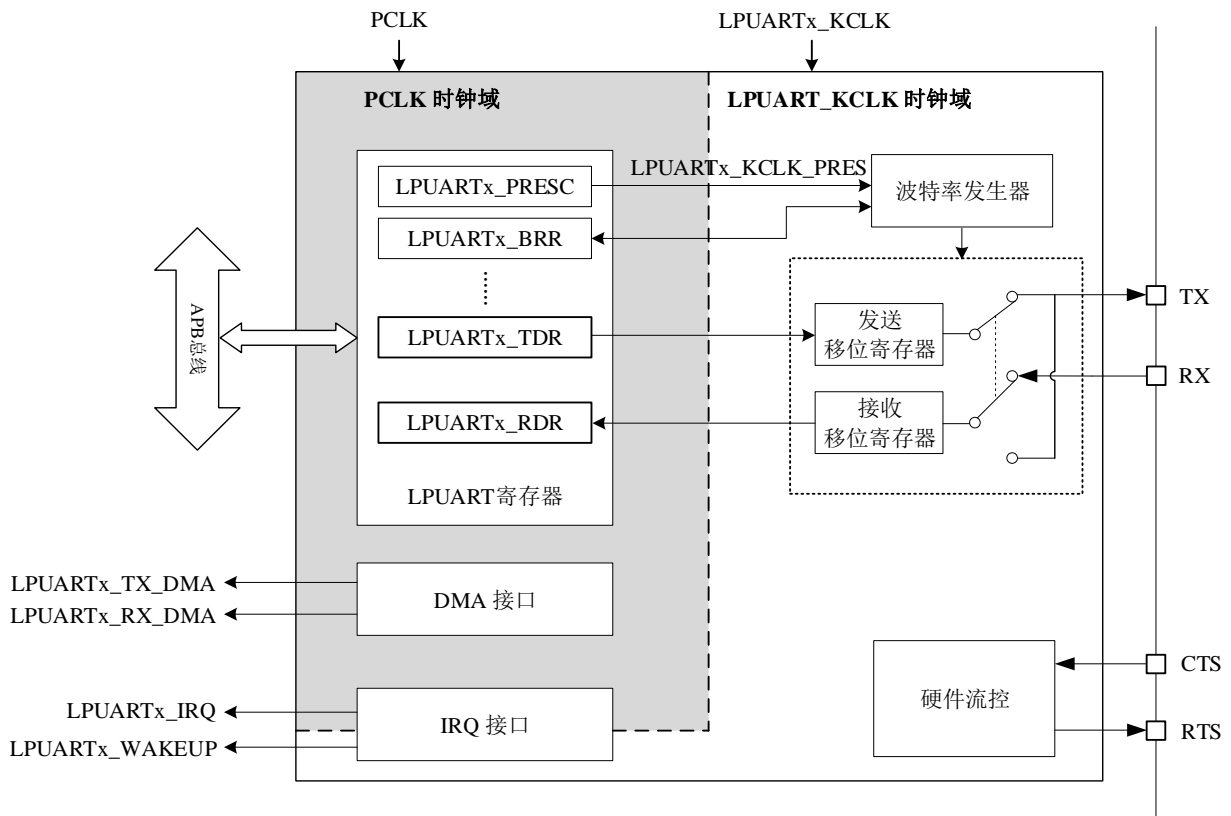 PCLK
LPUARTx_KCLK
PCLK 时钟域
LPUART_KCLK 时钟域
LPUARTx_PRESC
LPUARTx_KCLK_PRES
波特率发生器
LPUARTx_BRR
APB总线
LPUARTx_TDR
发送
移位寄存器
TX
RX
LPUARTx_RDR
接收
移位寄存器
LPUART寄存器
LPUARTx_TX_DMA
LPUARTx_RX_DMA
DMA 接口
CTS
硬件流控
RTS
LPUARTx_IRQ
LPUARTx_WAKEUP
IRQ 接口